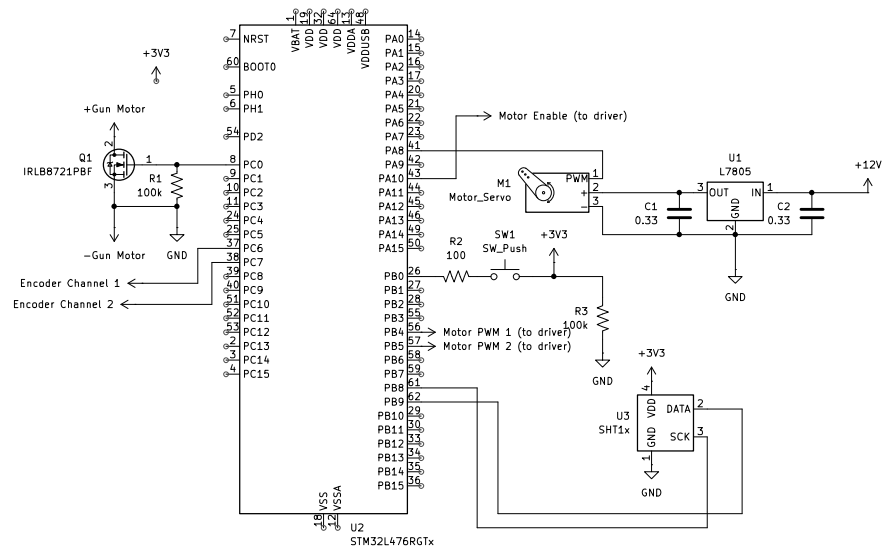 1 VBAT
19 VDD
32 VDD
64 VDD
13 VDDA
48 VDDUSB
7 NRST
60 BOOT0
5 PH0
6 PH1
54 PD2
8 PC0
9 PC1
10 PC2
11 PC3
24 PC4
25 PC5
37 PC6
38 PC7
39 PC8
40 PC9
51 PC10
52 PC11
53 PC12
2 PC13
3 PC14
4 PC15
PA0 14
PA1 15
PA2 16
PA3 17
PA4 20
PA5 21
PA6 22
PA7 23
PA8 41
PA9 42
PA10 43
PA11 44
PA12 45
PA13 46
PA14 49
PA15 50
PB0 26
PB1 27
PB2 28
PB3 55
PB4 56
PB5 57
PB6 58
PB7 59
PB8 61
PB9 62
PB10 29
PB11 30
PB12 33
PB13 34
PB14 35
PB15 36
18 VSS
12 VSSA
U2
STM32L476RGTx
+3V3
+Gun Motor
2
Q1
IRLB8721PBF
1
3
R1
100k
GND
-Gun Motor
Encoder Channel 1
Encoder Channel 2
Motor Enable (to driver)
M1
Motor_Servo
PWM 1
+ 2
- 3
C1
0.33
U1
L7805
3 OUT
IN 1
GND
2
C2
0.33
+12V
GND
R2
100
SW1
SW_Push
+3V3
R3
100k
GND
Motor PWM 1 (to driver)
Motor PWM 2 (to driver)
+3V3
4
VDD
U3
SHT1x
DATA 2
SCK 3
GND
1
GND